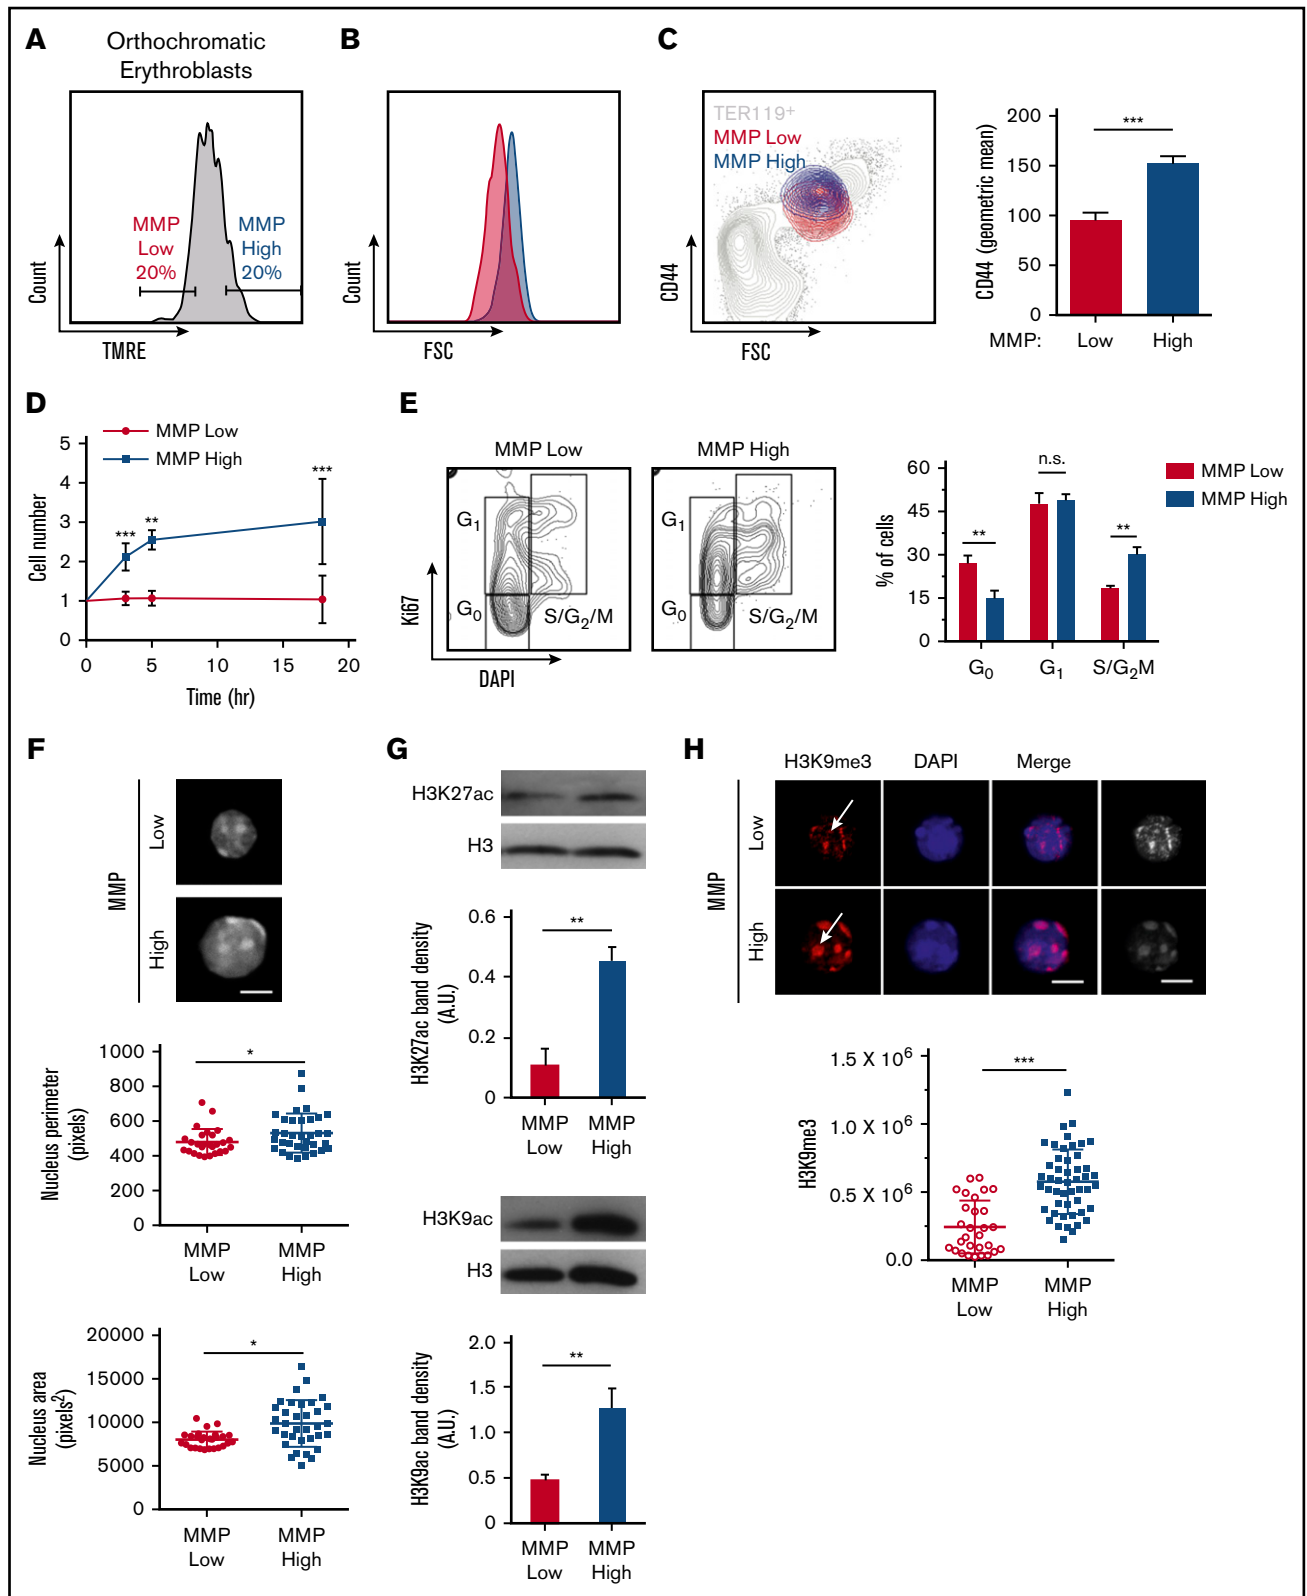 A
Orthochromatic
Erythroblasts
MMP
Low
20%
MMP
High
20%
Count
TMRE
B
Count
FSC
C
TER119+
MMP Low
MMP High
CD44
FSC
CD44 (geometric mean)
200
150
100
50
0
***
MMP:
Low
High
D
MMP Low
MMP High
Cell number
5
4
3
2
1
0
***
**
***
0
5
10
15
20
Time (hr)
E
MMP Low
MMP High
G1
G0
S/G2/M
G1
G0
S/G2/M
Ki67
DAPI
% of cells
60
45
30
15
0
**
n.s.
**
G0
G1
S/G2M
MMP Low
MMP High
F
MMP
Low
High
Nucleus perimeter
(pixels)
1000
800
600
400
200
0
*
MMP
Low
MMP
High
Nucleus area
(pixels2)
20000
15000
10000
5000
0
*
MMP
Low
MMP
High
G
H3K27ac
H3
H3K27ac band density
(A.U.)
0.6
0.4
0.2
0
**
MMP
Low
MMP
High
H3K9ac
H3
H3K9ac band density
(A.U.)
2.0
1.5
1.0
0.5
0
**
MMP
Low
MMP
High
H
H3K9me3
DAPI
Merge
MMP
Low
High
H3K9me3
1.5 X 10^6
1.0 X 10^6
0.5 X 10^6
0.0
***
MMP
Low
MMP
High